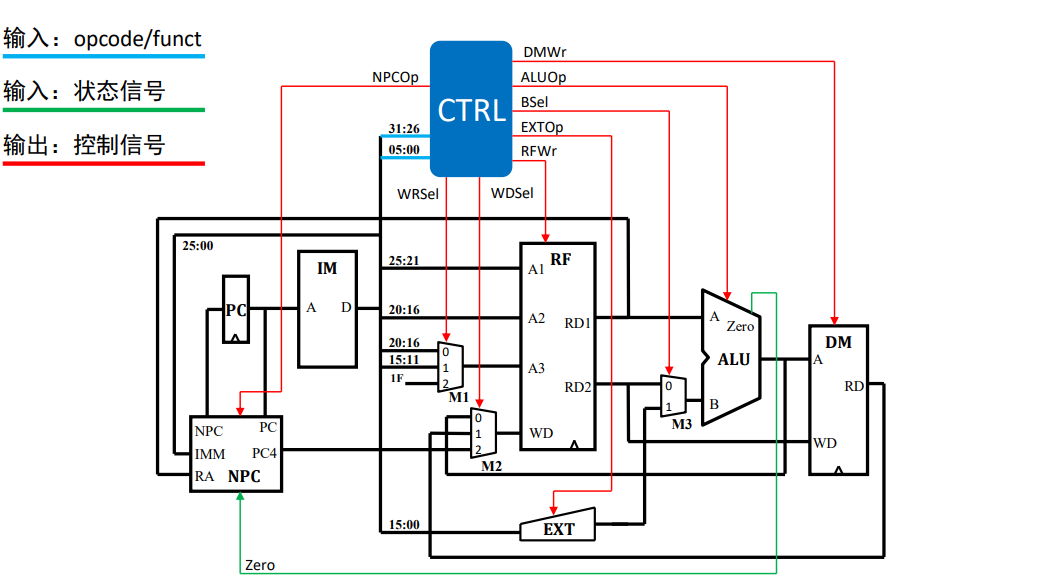 输入：opcode/funct
输入：状态信号
输出：控制信号
NPCOp
CTRL
DMWr
ALUOp
BSel
EXTOp
RFWr
31:26
05:00
WRSel
WDSel
25:00
IM
A
D
PC
25:21
20:16
20:16
15:11
1F
0
1
2
M1
RF
A1
A2
A3
WD
RD1
RD2
0
1
2
M2
0
1
M3
A
Zero
ALU
B
DM
A
RD
WD
NPC
PC
IMM
PC4
RA
NPC
15:00
EXT
Zero